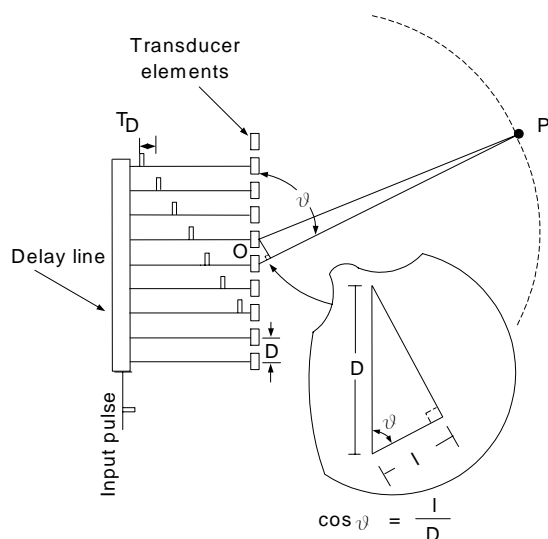 Transducer
elements
T_D
P
ϑ
O
Delay line
D
D
ϑ
l
Input pulse
cos ϑ = l / D